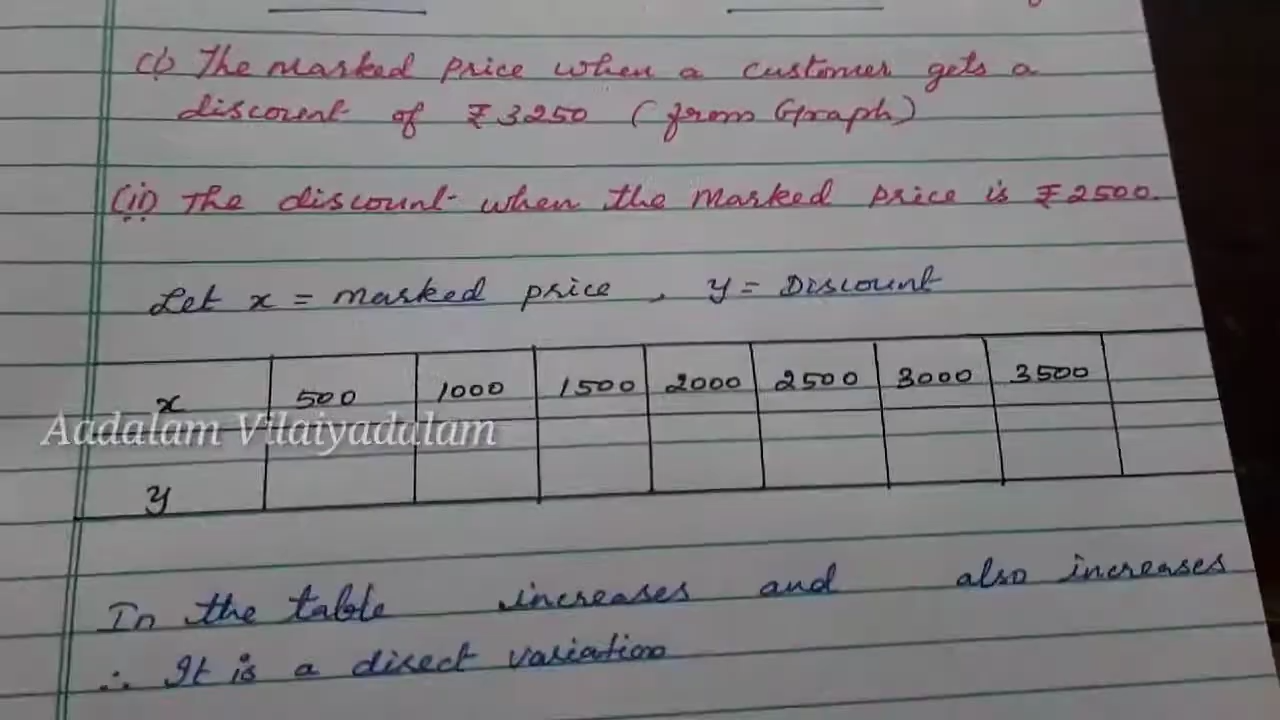 (i) The marked price when a customer gets a
discount of ₹3250 (from Graph)
(ii) The discount when the marked price is ₹2500.
Let x = marked price , y = Discount
x 500 1000 1500 2000 2500 3000 3500
Aadalam Vilaiyadalam
y
In the table increases and also increases
∴ It is a direct variation